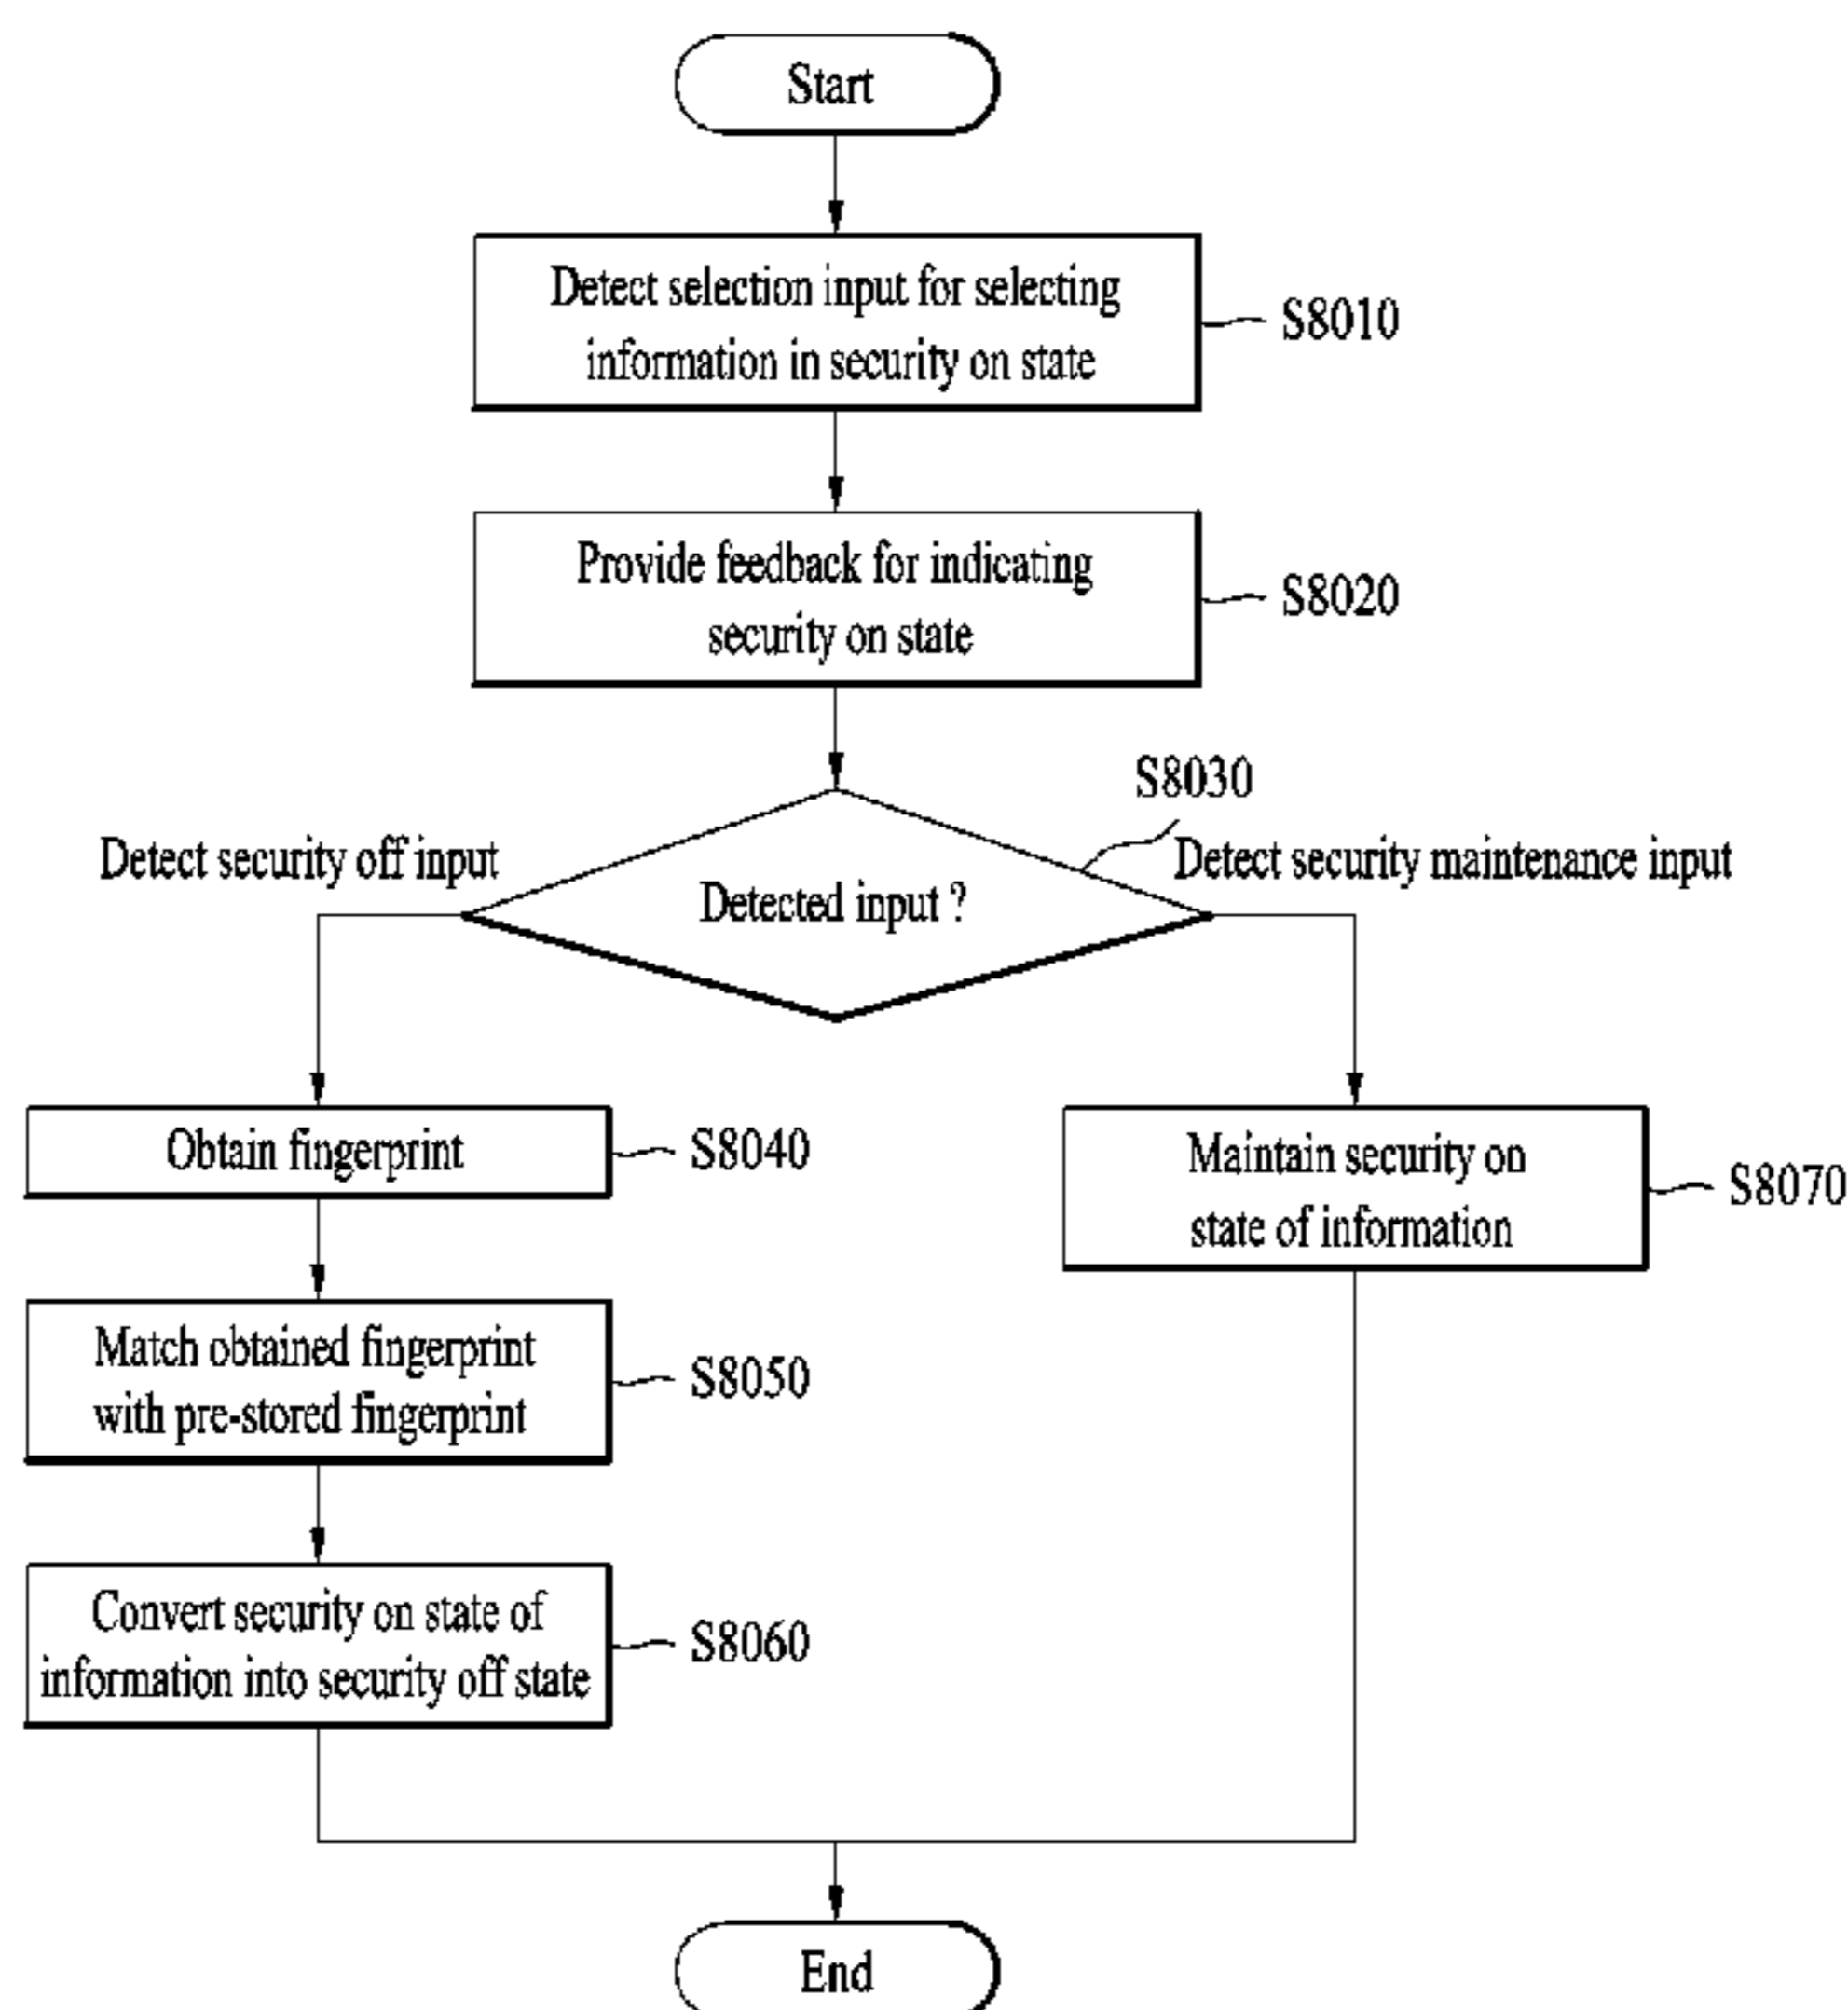 Start
Detect selection input for selecting
information in security on state
S8010
Provide feedback for indicating
security on state
S8020
S8030
Detect security off input
Detected input ?
Detect security maintenance input
Obtain fingerprint
S8040
Maintain security on
state of information
S8070
Match obtained fingerprint
with pre-stored fingerprint
S8050
Convert security on state of
information into security off state
S8060
End